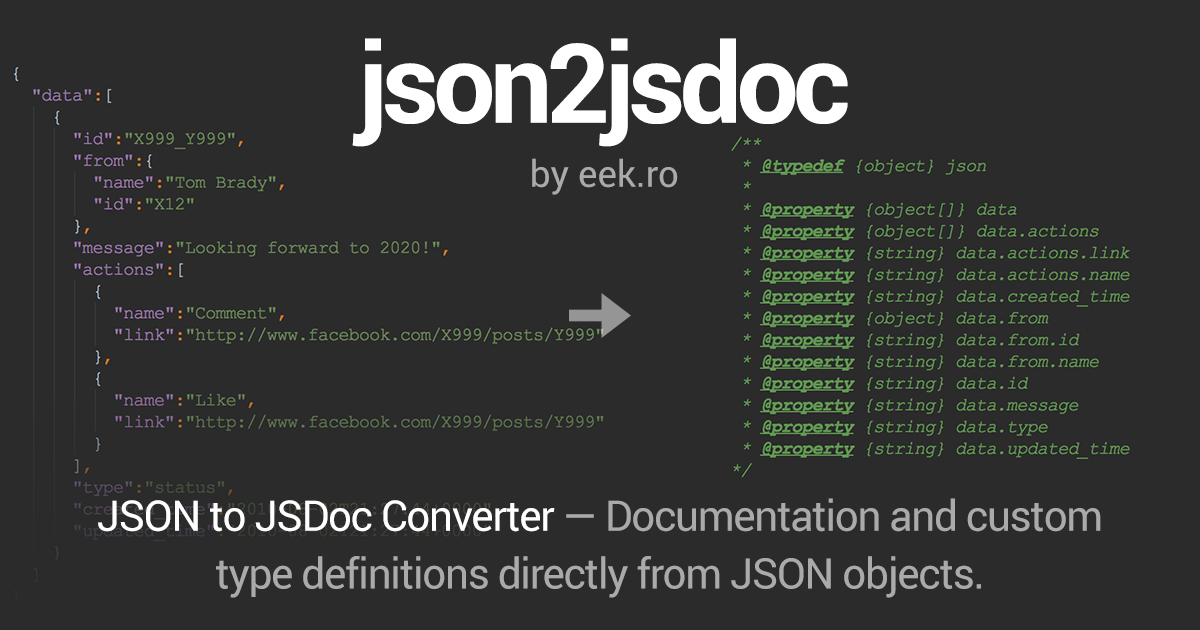 json2jsdoc
by eek.ro
{
"data":[
{
"id":"X999_Y999",
"from":{
"name":"Tom Brady",
"id":"X12"
},
"message":"Looking forward to 2020!",
"actions":[
{
"name":"Comment",
"link":"http://www.facebook.com/X999/posts/Y999"
},
{
"name":"Like",
"link":"http://www.facebook.com/X999/posts/Y999"
}
],
"type":"status",
}
]
/**
* @typedef {object} json
*
* @property {object[]} data
* @property {object[]} data.actions
* @property {string} data.actions.link
* @property {string} data.actions.name
* @property {string} data.created_time
* @property {object} data.from
* @property {string} data.from.id
* @property {string} data.from.name
* @property {string} data.id
* @property {string} data.message
* @property {string} data.type
* @property {string} data.updated_time
*/
JSON to JSDoc Converter — Documentation and custom
type definitions directly from JSON objects.